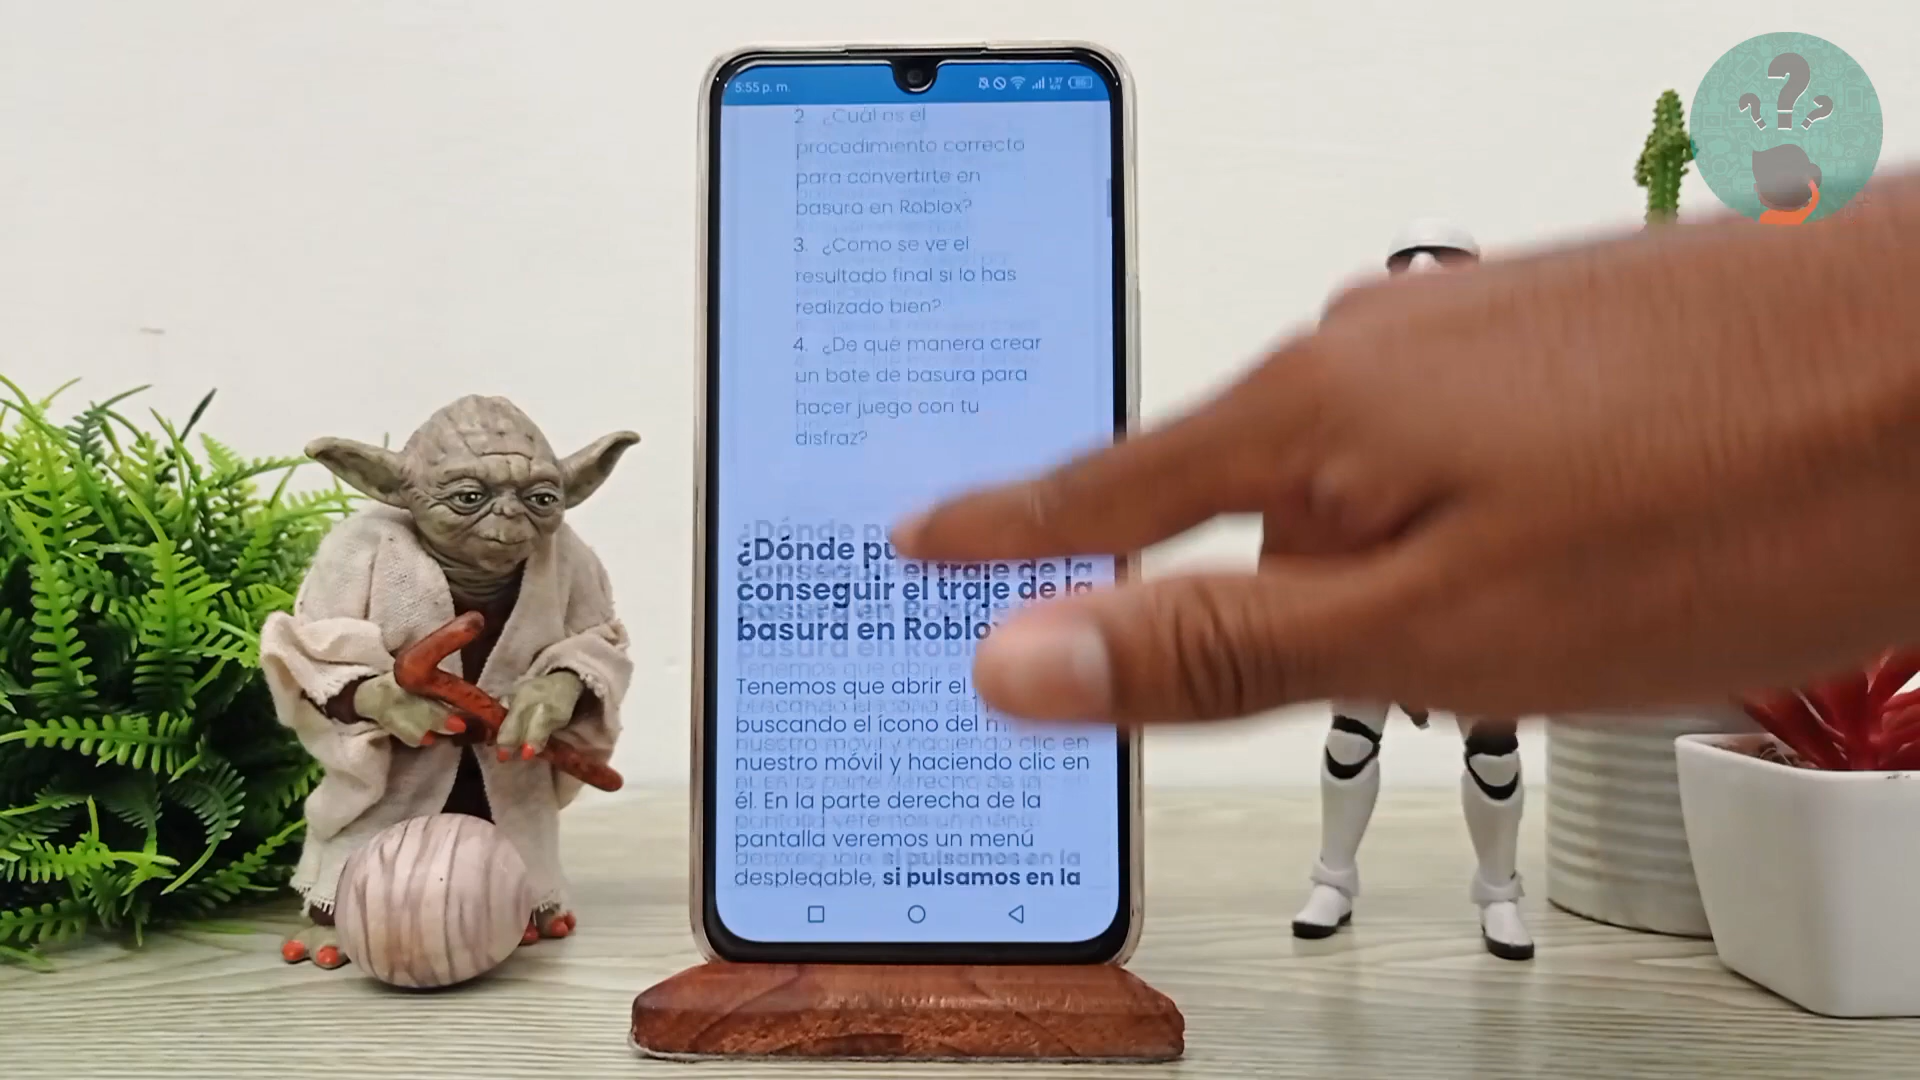 5:55 p. m.
2. ¿Cuál es el
procedimiento correcto
para convertirte en
basura en Roblox?
3. ¿Como se ve el
resultado final si lo has
realizado bien?
4. ¿De que manera crear
un bote de basura para
hacer juego con tu
disfraz?
¿Dónde pu
conseguir el traje de la
basura en Roblox
Tenemos que abrir el
buscando el ícono del
nuestro móvil y haciendo clic en
él. En la parte derecha de la
pantalla veremos un menú
desplegable, si pulsamos en la